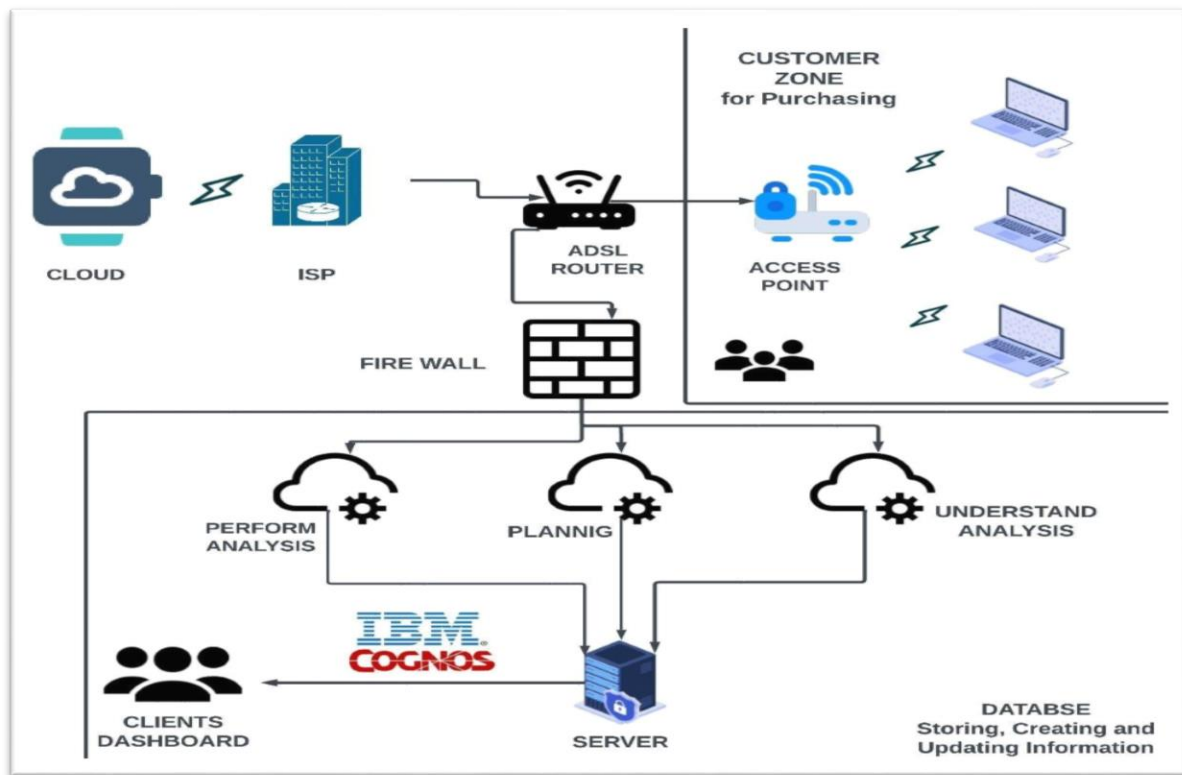 CUSTOMER
ZONE
for Purchasing
CLOUD
ISP
ADSL
ROUTER
ACCESS
POINT
FIRE WALL
PERFORM
ANALYSIS
PLANNIG
UNDERSTAND
ANALYSIS
IBM
COGNOS
CLIENTS
DASHBOARD
SERVER
DATABSE
Storing, Creating and
Updating Information